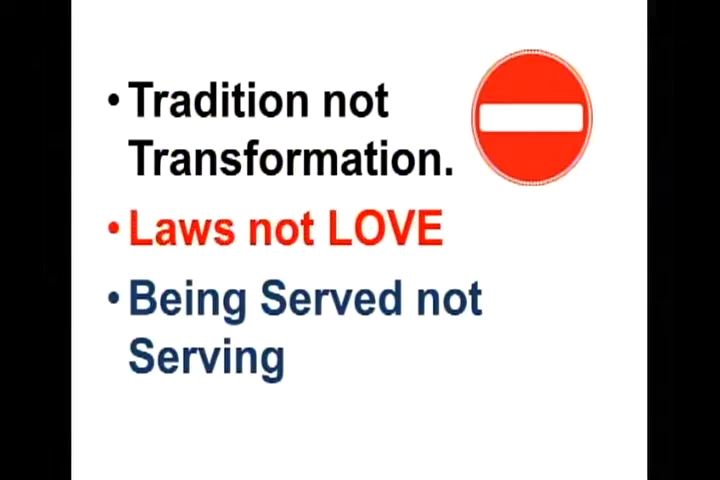 • Tradition not
Transformation.
• Laws not LOVE
• Being Served not
Serving